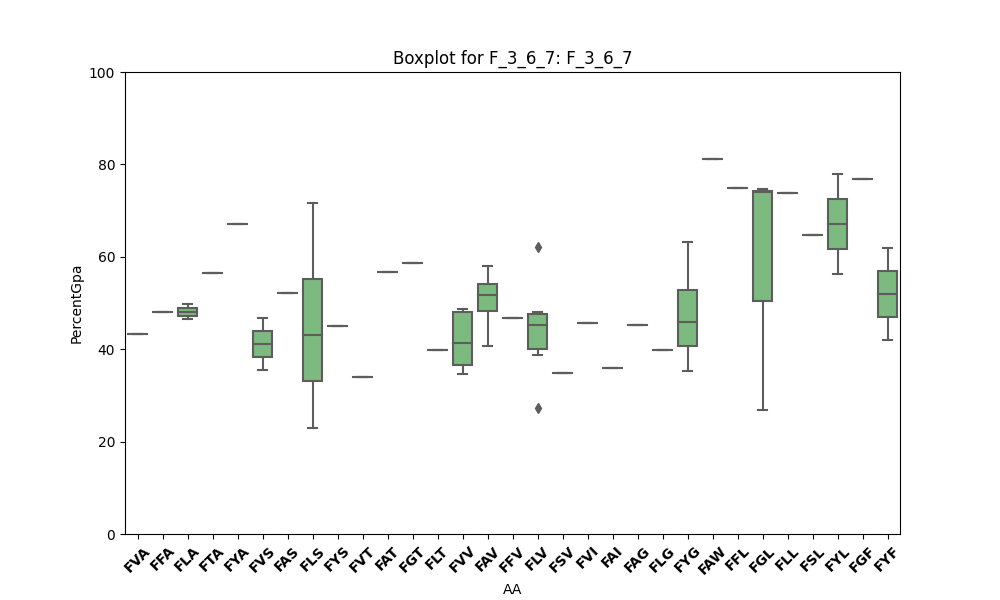 Boxplot for F_3_6_7: F_3_6_7
100
80
60
40
20
0
PercentGpa
FVA FFA FLA FTA FYA FVS FAS FLS FYS FVT FAT FGT FLT FVV FAV FFV FLV FSV FVI FAI FAG FLG FYG FAW FFL FGL FLL FSL FYL FGF FYF
AA